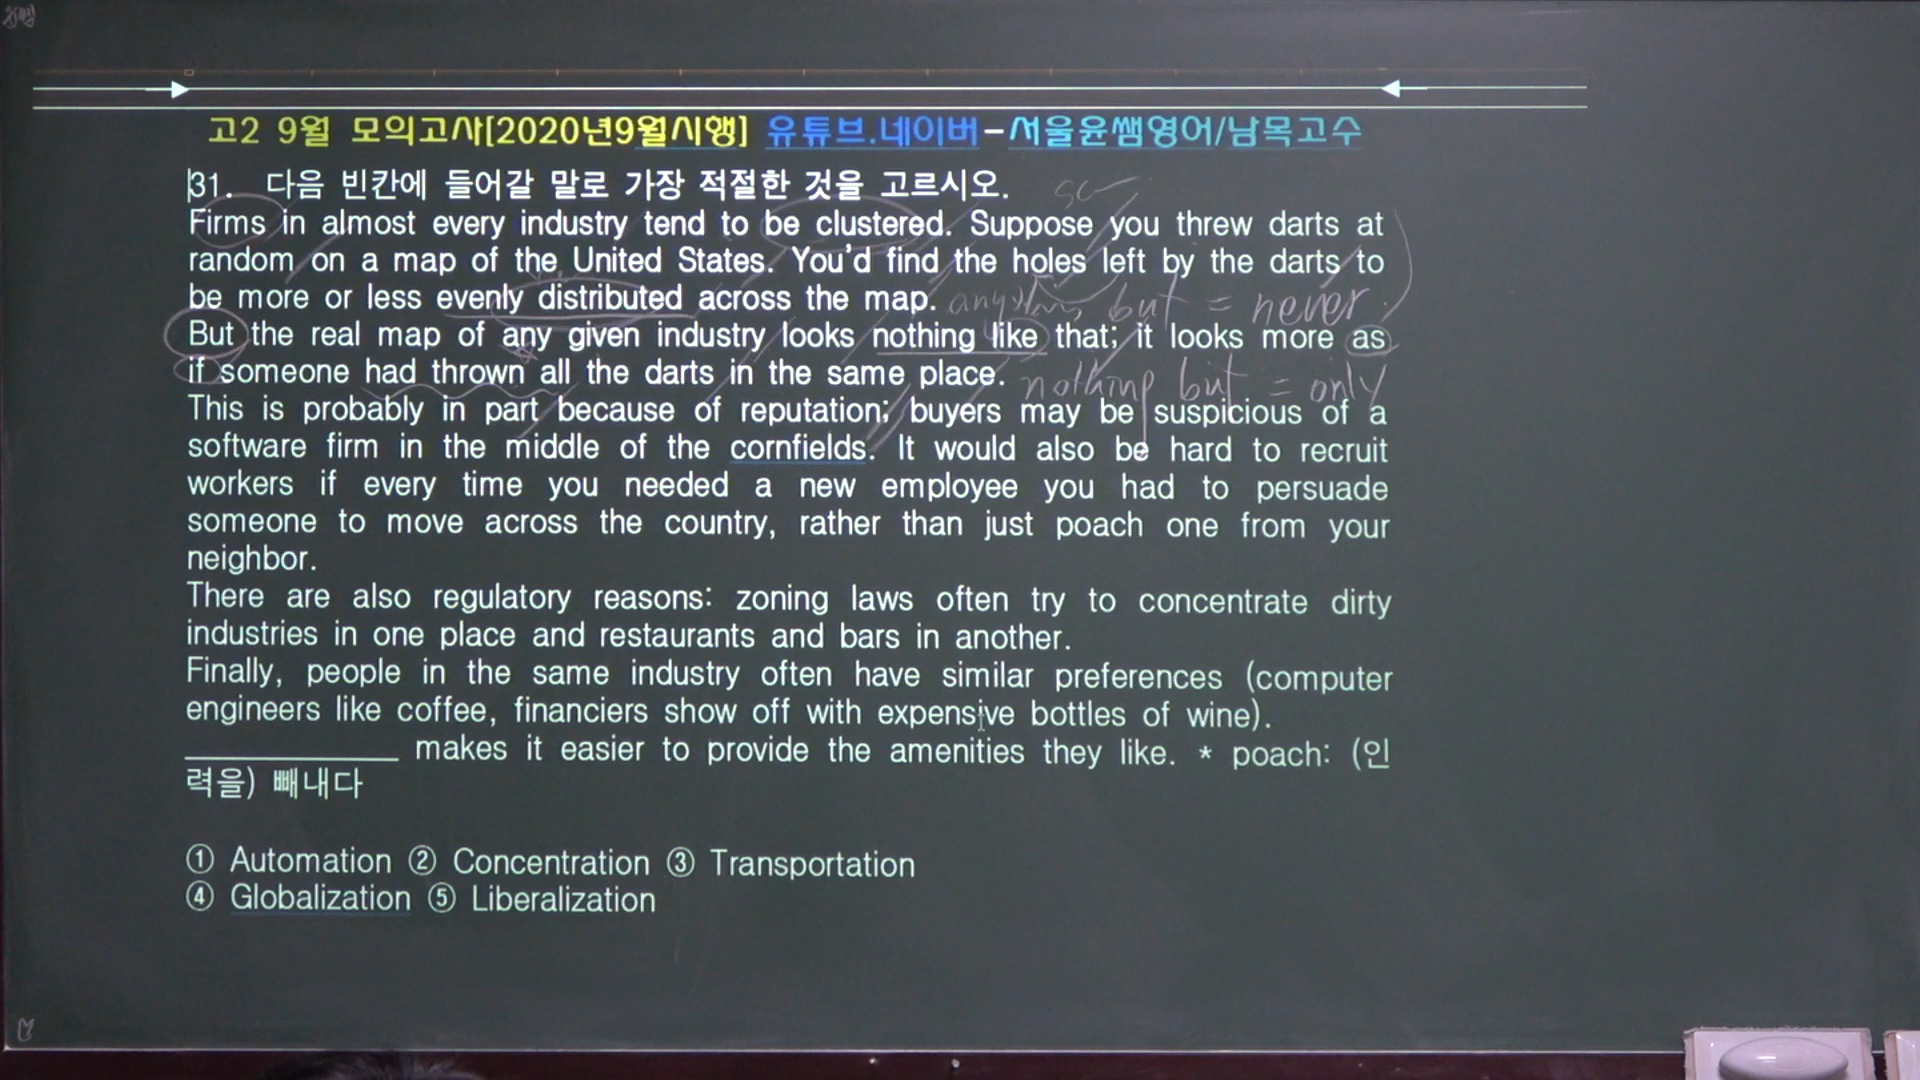 고2 9월 모의고사[2020년9월시행] 유튜브.네이버-서울윤쌤영어/남목고수
31. 다음 빈칸에 들어갈 말로 가장 적절한 것을 고르시오.
Firms in almost every industry tend to be clustered. Suppose you threw darts at
random on a map of the United States. You'd find the holes left by the darts to
be more or less evenly distributed across the map. anything but = never
But the real map of any given industry looks nothing like that; it looks more as
if someone had thrown all the darts in the same place. nothing but = only
This is probably in part because of reputation; buyers may be suspicious of a
software firm in the middle of the cornfields. It would also be hard to recruit
workers if every time you needed a new employee you had to persuade
someone to move across the country, rather than just poach one from your
neighbor.
There are also regulatory reasons: zoning laws often try to concentrate dirty
industries in one place and restaurants and bars in another.
Finally, people in the same industry often have similar preferences (computer
engineers like coffee, financiers show off with expensive bottles of wine).
____________ makes it easier to provide the amenities they like. * poach: (인
력을) 빼내다
① Automation ② Concentration ③ Transportation
④ Globalization ⑤ Liberalization